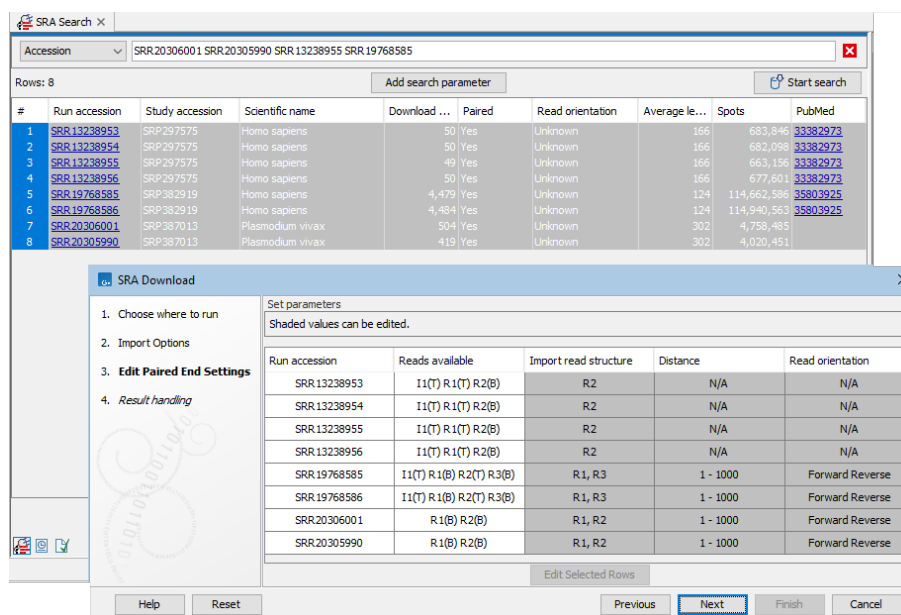 SRA Search
Accession SRR20306001 SRR20305990 SRR13238955 SRR19768585
Rows: 8 Add search parameter Start search
# Run accession Study accession Scientific name Download ... Paired Read orientation Average le... Spots PubMed
1 SRR13238953 SRP297575 Homo sapiens 50 Yes Unknown 166 683,846 33382973
2 SRR13238954 SRP297575 Homo sapiens 50 Yes Unknown 166 682,098 33382973
3 SRR13238955 SRP297575 Homo sapiens 49 Yes Unknown 166 663,156 33382973
4 SRR13238956 SRP297575 Homo sapiens 50 Yes Unknown 166 677,601 33382973
5 SRR19768585 SRP382919 Homo sapiens 4,479 Yes Unknown 124 114,662,586 35803925
6 SRR19768586 SRP382919 Homo sapiens 4,484 Yes Unknown 124 114,940,563 35803925
7 SRR20306001 SRP387013 Plasmodium vivax 504 Yes Unknown 302 4,758,485
8 SRR20305990 SRP387013 Plasmodium vivax 419 Yes Unknown 302 4,020,451
SRA Download
1. Choose where to run
2. Import Options
3. Edit Paired End Settings
4. Result handling
Set parameters
Shaded values can be edited.
Run accession Reads available Import read structure Distance Read orientation
SRR13238953 I1(T) R1(T) R2(B) R2 N/A N/A
SRR13238954 I1(T) R1(T) R2(B) R2 N/A N/A
SRR13238955 I1(T) R1(T) R2(B) R2 N/A N/A
SRR13238956 I1(T) R1(T) R2(B) R2 N/A N/A
SRR19768585 I1(T) R1(B) R2(T) R3(B) R1, R3 1 - 1000 Forward Reverse
SRR19768586 I1(T) R1(B) R2(T) R3(B) R1, R3 1 - 1000 Forward Reverse
SRR20306001 R1(B) R2(B) R1, R2 1 - 1000 Forward Reverse
SRR20305990 R1(B) R2(B) R1, R2 1 - 1000 Forward Reverse
Edit Selected Rows
Help Reset Previous Next Finish Cancel